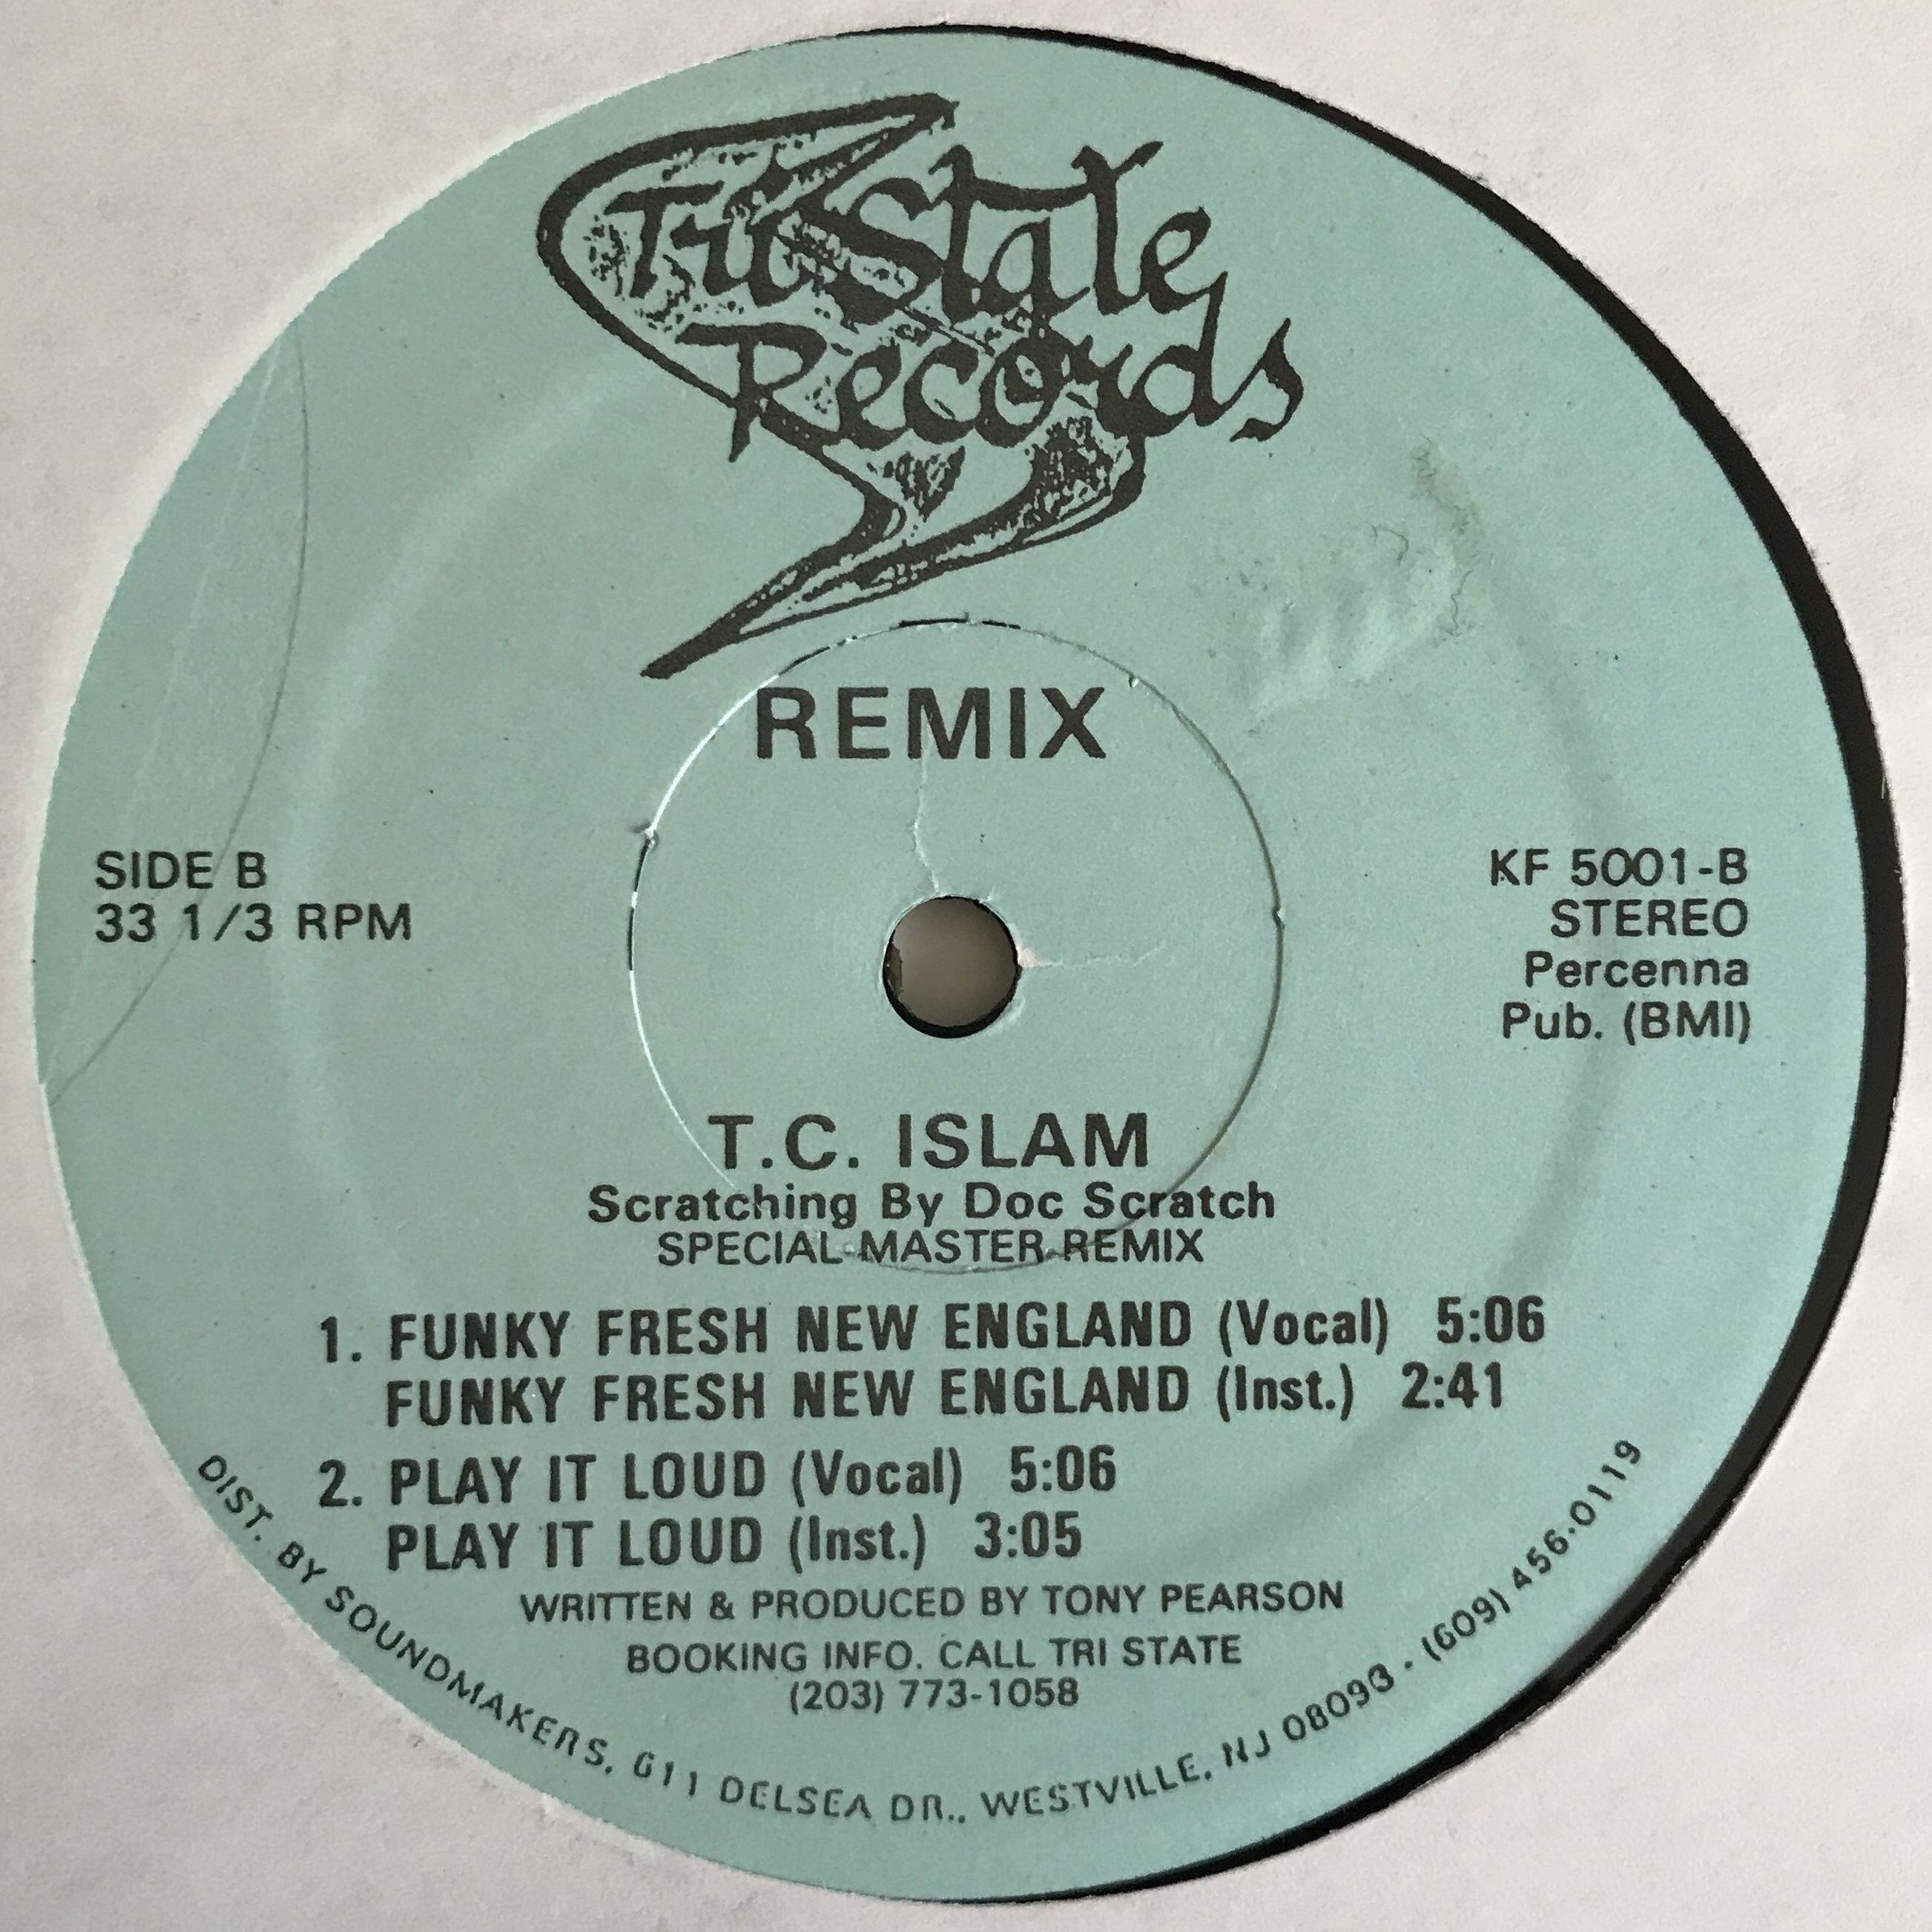 Tri State
Records
REMIX
SIDE B
33 1/3 RPM
KF 5001-B
STEREO
Percenna
Pub. (BMI)
T.C. ISLAM
Scratching By Doc Scratch
SPECIAL MASTER REMIX
1. FUNKY FRESH NEW ENGLAND (Vocal) 5:06
FUNKY FRESH NEW ENGLAND (Inst.) 2:41
2. PLAY IT LOUD (Vocal) 5:06
PLAY IT LOUD (Inst.) 3:05
WRITTEN & PRODUCED BY TONY PEARSON
BOOKING INFO. CALL TRI STATE
(203) 773-1058
DIST. BY SOUNDMAKERS, 611 DELSEA DR., WESTVILLE, NJ 08093 · (609) 456·0119